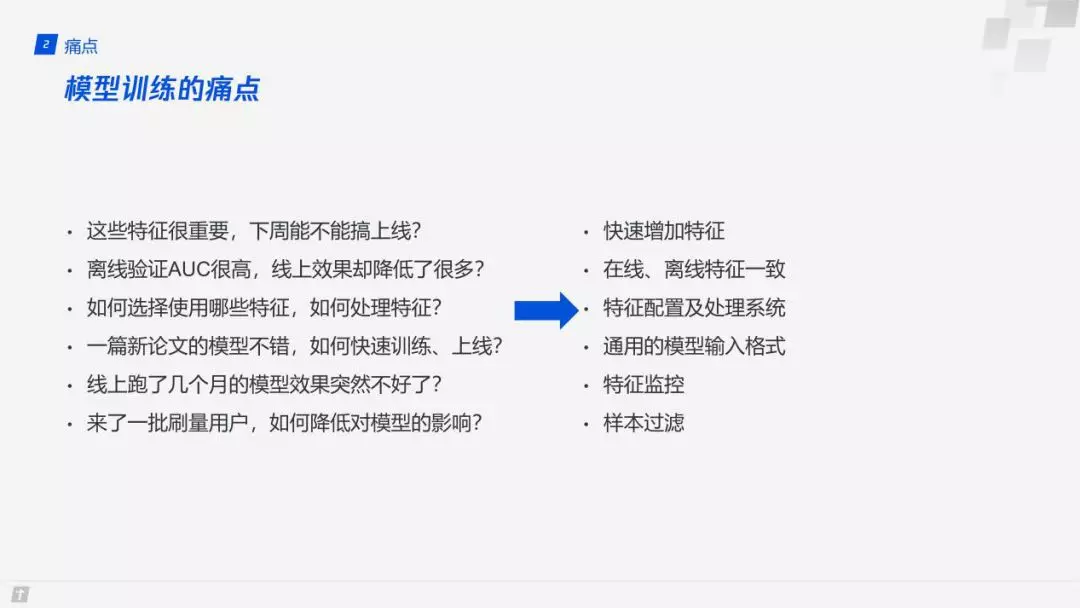 2 痛点
模型训练的痛点
· 这些特征很重要，下周能不能搞上线？
· 离线验证AUC很高，线上效果却降低了很多？
· 如何选择使用哪些特征，如何处理特征？
· 一篇新论文的模型不错，如何快速训练、上线？
· 线上跑了几个月的模型效果突然不好了？
· 来了一批刷量用户，如何降低对模型的影响？
· 快速增加特征
· 在线、离线特征一致
· 特征配置及处理系统
· 通用的模型输入格式
· 特征监控
· 样本过滤